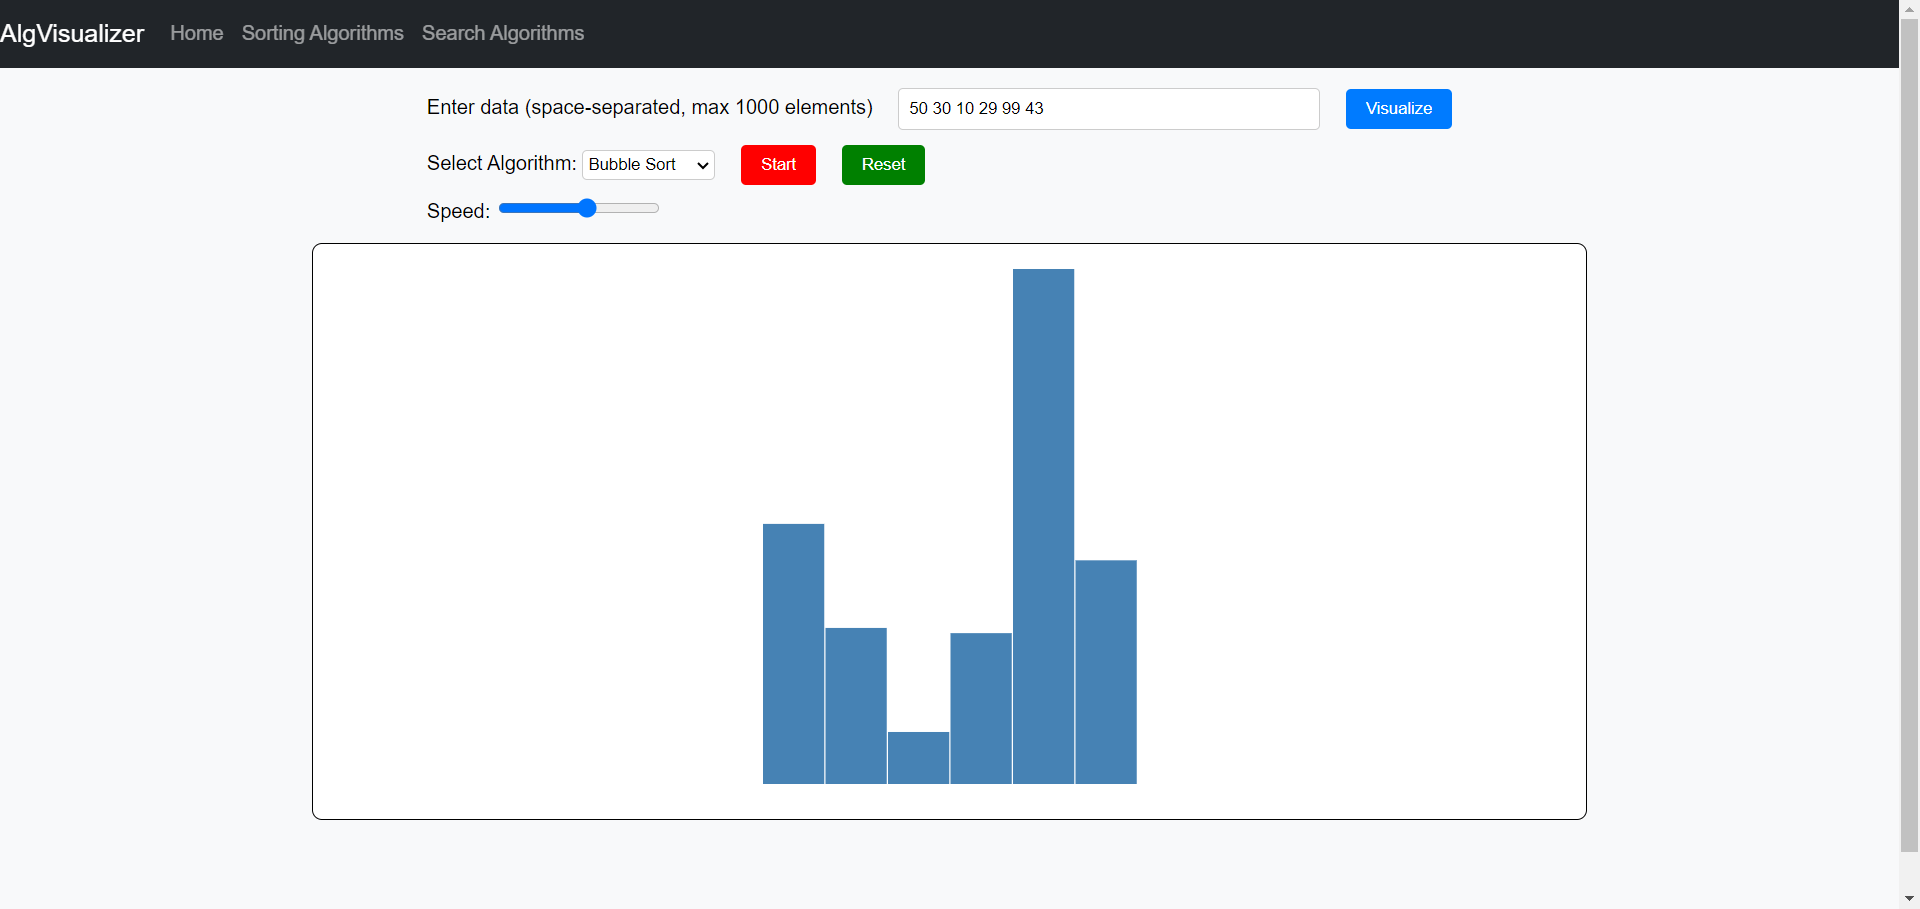 AlgVisualizer Home Sorting Algorithms Search Algorithms
Enter data (space-separated, max 1000 elements) 50 30 10 29 99 43 Visualize
Select Algorithm: Bubble Sort Start Reset
Speed: